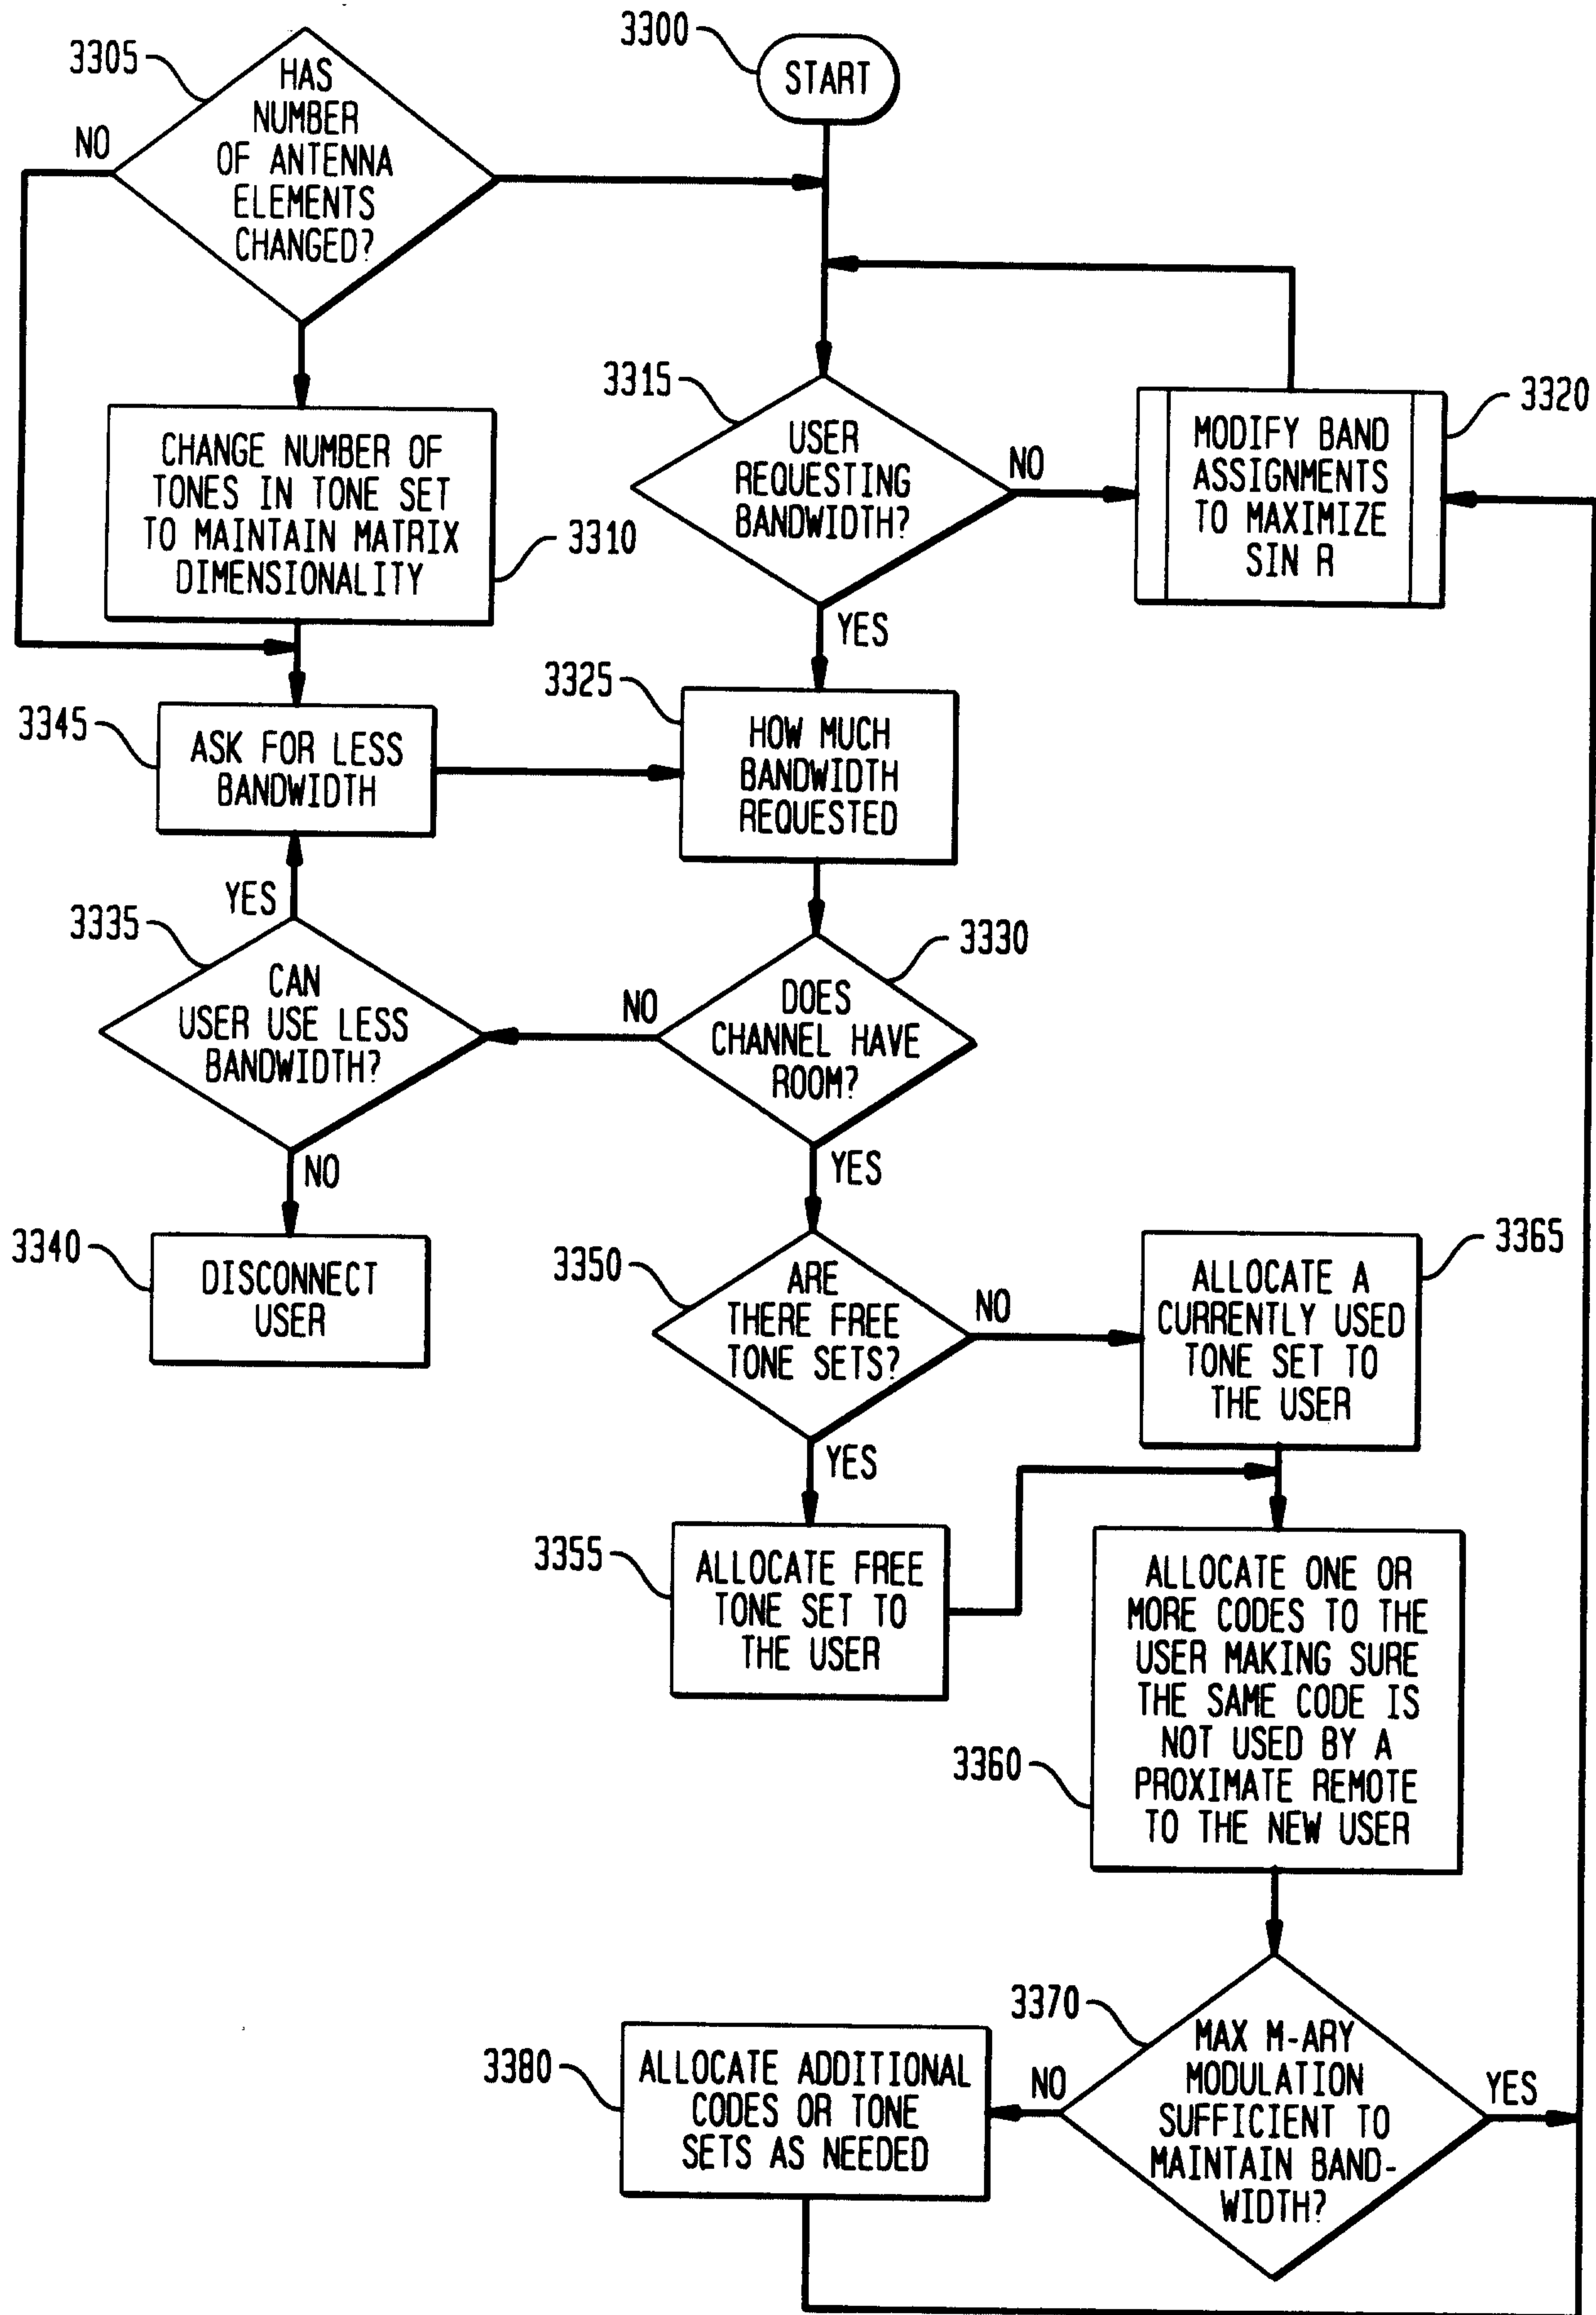 3300
START
3305
HAS
NUMBER
OF ANTENNA
ELEMENTS
CHANGED?
NO
3310
CHANGE NUMBER OF
TONES IN TONE SET
TO MAINTAIN MATRIX
DIMENSIONALITY
3315
USER
REQUESTING
BANDWIDTH?
NO
YES
3320
MODIFY BAND
ASSIGNMENTS
TO MAXIMIZE
SIN R
3345
ASK FOR LESS
BANDWIDTH
3325
HOW MUCH
BANDWIDTH
REQUESTED
YES
3335
CAN
USER USE LESS
BANDWIDTH?
NO
3330
DOES
CHANNEL HAVE
ROOM?
NO
YES
3340
DISCONNECT
USER
3350
ARE
THERE FREE
TONE SETS?
NO
YES
3365
ALLOCATE A
CURRENTLY USED
TONE SET TO
THE USER
3355
ALLOCATE FREE
TONE SET TO
THE USER
3360
ALLOCATE ONE OR
MORE CODES TO THE
USER MAKING SURE
THE SAME CODE IS
NOT USED BY A
PROXIMATE REMOTE
TO THE NEW USER
3370
MAX M-ARY
MODULATION
SUFFICIENT TO
MAINTAIN BAND-
WIDTH?
NO
YES
3380
ALLOCATE ADDITIONAL
CODES OR TONE
SETS AS NEEDED